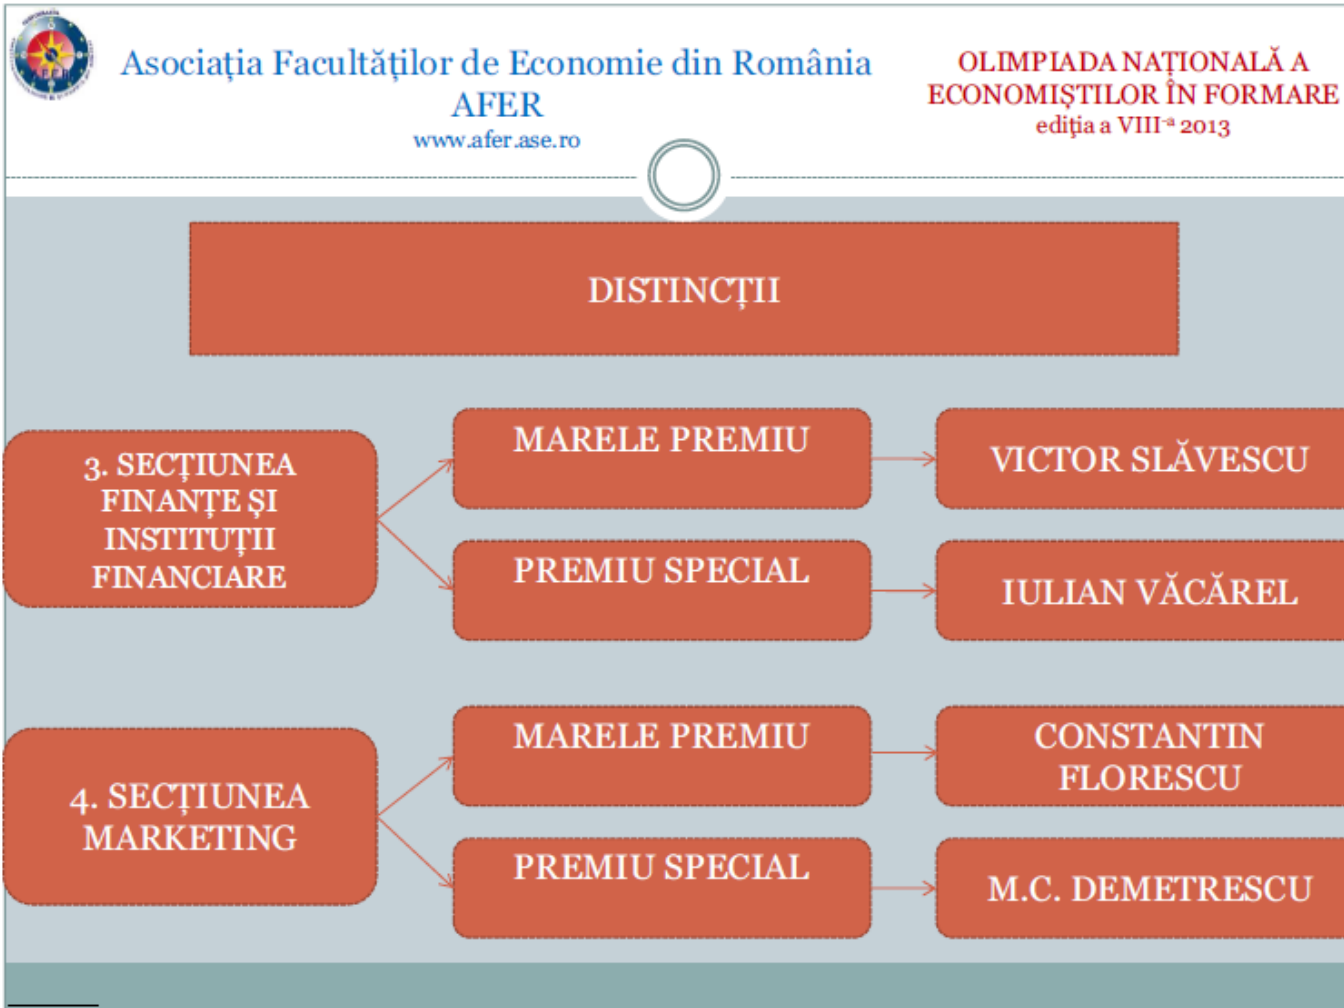 Asociația Facultăților de Economie din România
AFER
www.afer.ase.ro
OLIMPIADA NAȚIONALĂ A
ECONOMIȘTILOR ÎN FORMARE
ediţia a VIII-a 2013
DISTINCȚII
3. SECȚIUNEA
FINANȚE ȘI
INSTITUȚII
FINANCIARE
MARELE PREMIU
VICTOR SLĂVESCU
PREMIU SPECIAL
IULIAN VĂCĂREL
4. SECȚIUNEA
MARKETING
MARELE PREMIU
CONSTANTIN
FLORESCU
PREMIU SPECIAL
M.C. DEMETRESCU